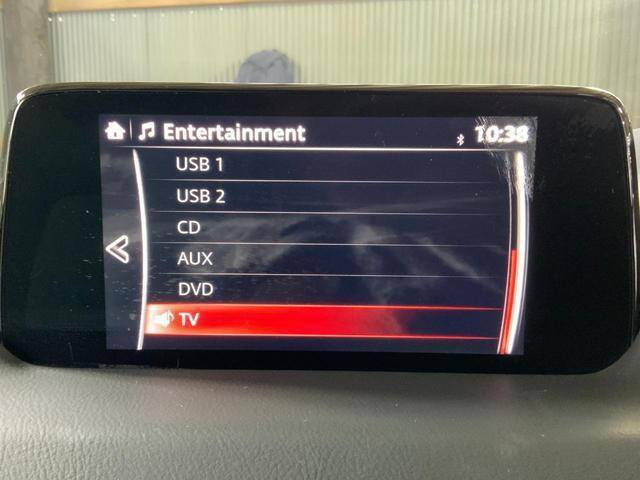 Entertainment 10:38
USB 1
USB 2
CD
AUX
DVD
TV